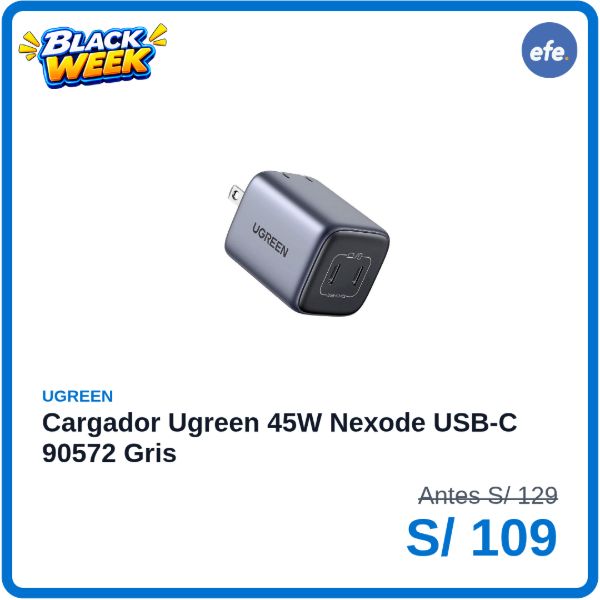 BLACK
WEEK
efe.
UGREEN
UGREEN
Cargador Ugreen 45W Nexode USB-C
90572 Gris
Antes S/ 129
S/ 109